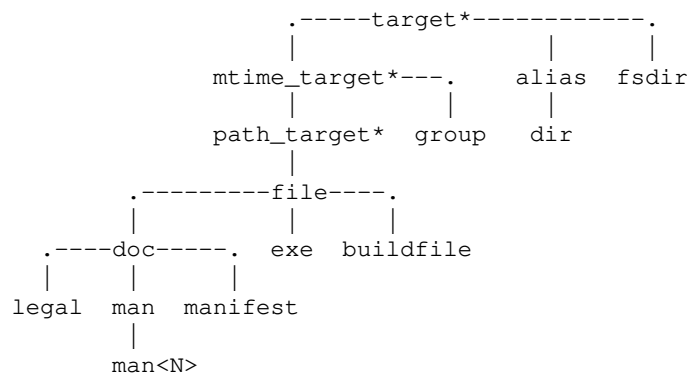 .-----target*------------.
|                |      |
mtime_target*---.    alias  fsdir
|           |      |
path_target*  group   dir
|
.---------file----.
|         |      |
.----doc-----.  exe  buildfile
|     |      |
legal  man  manifest
|
man<N>